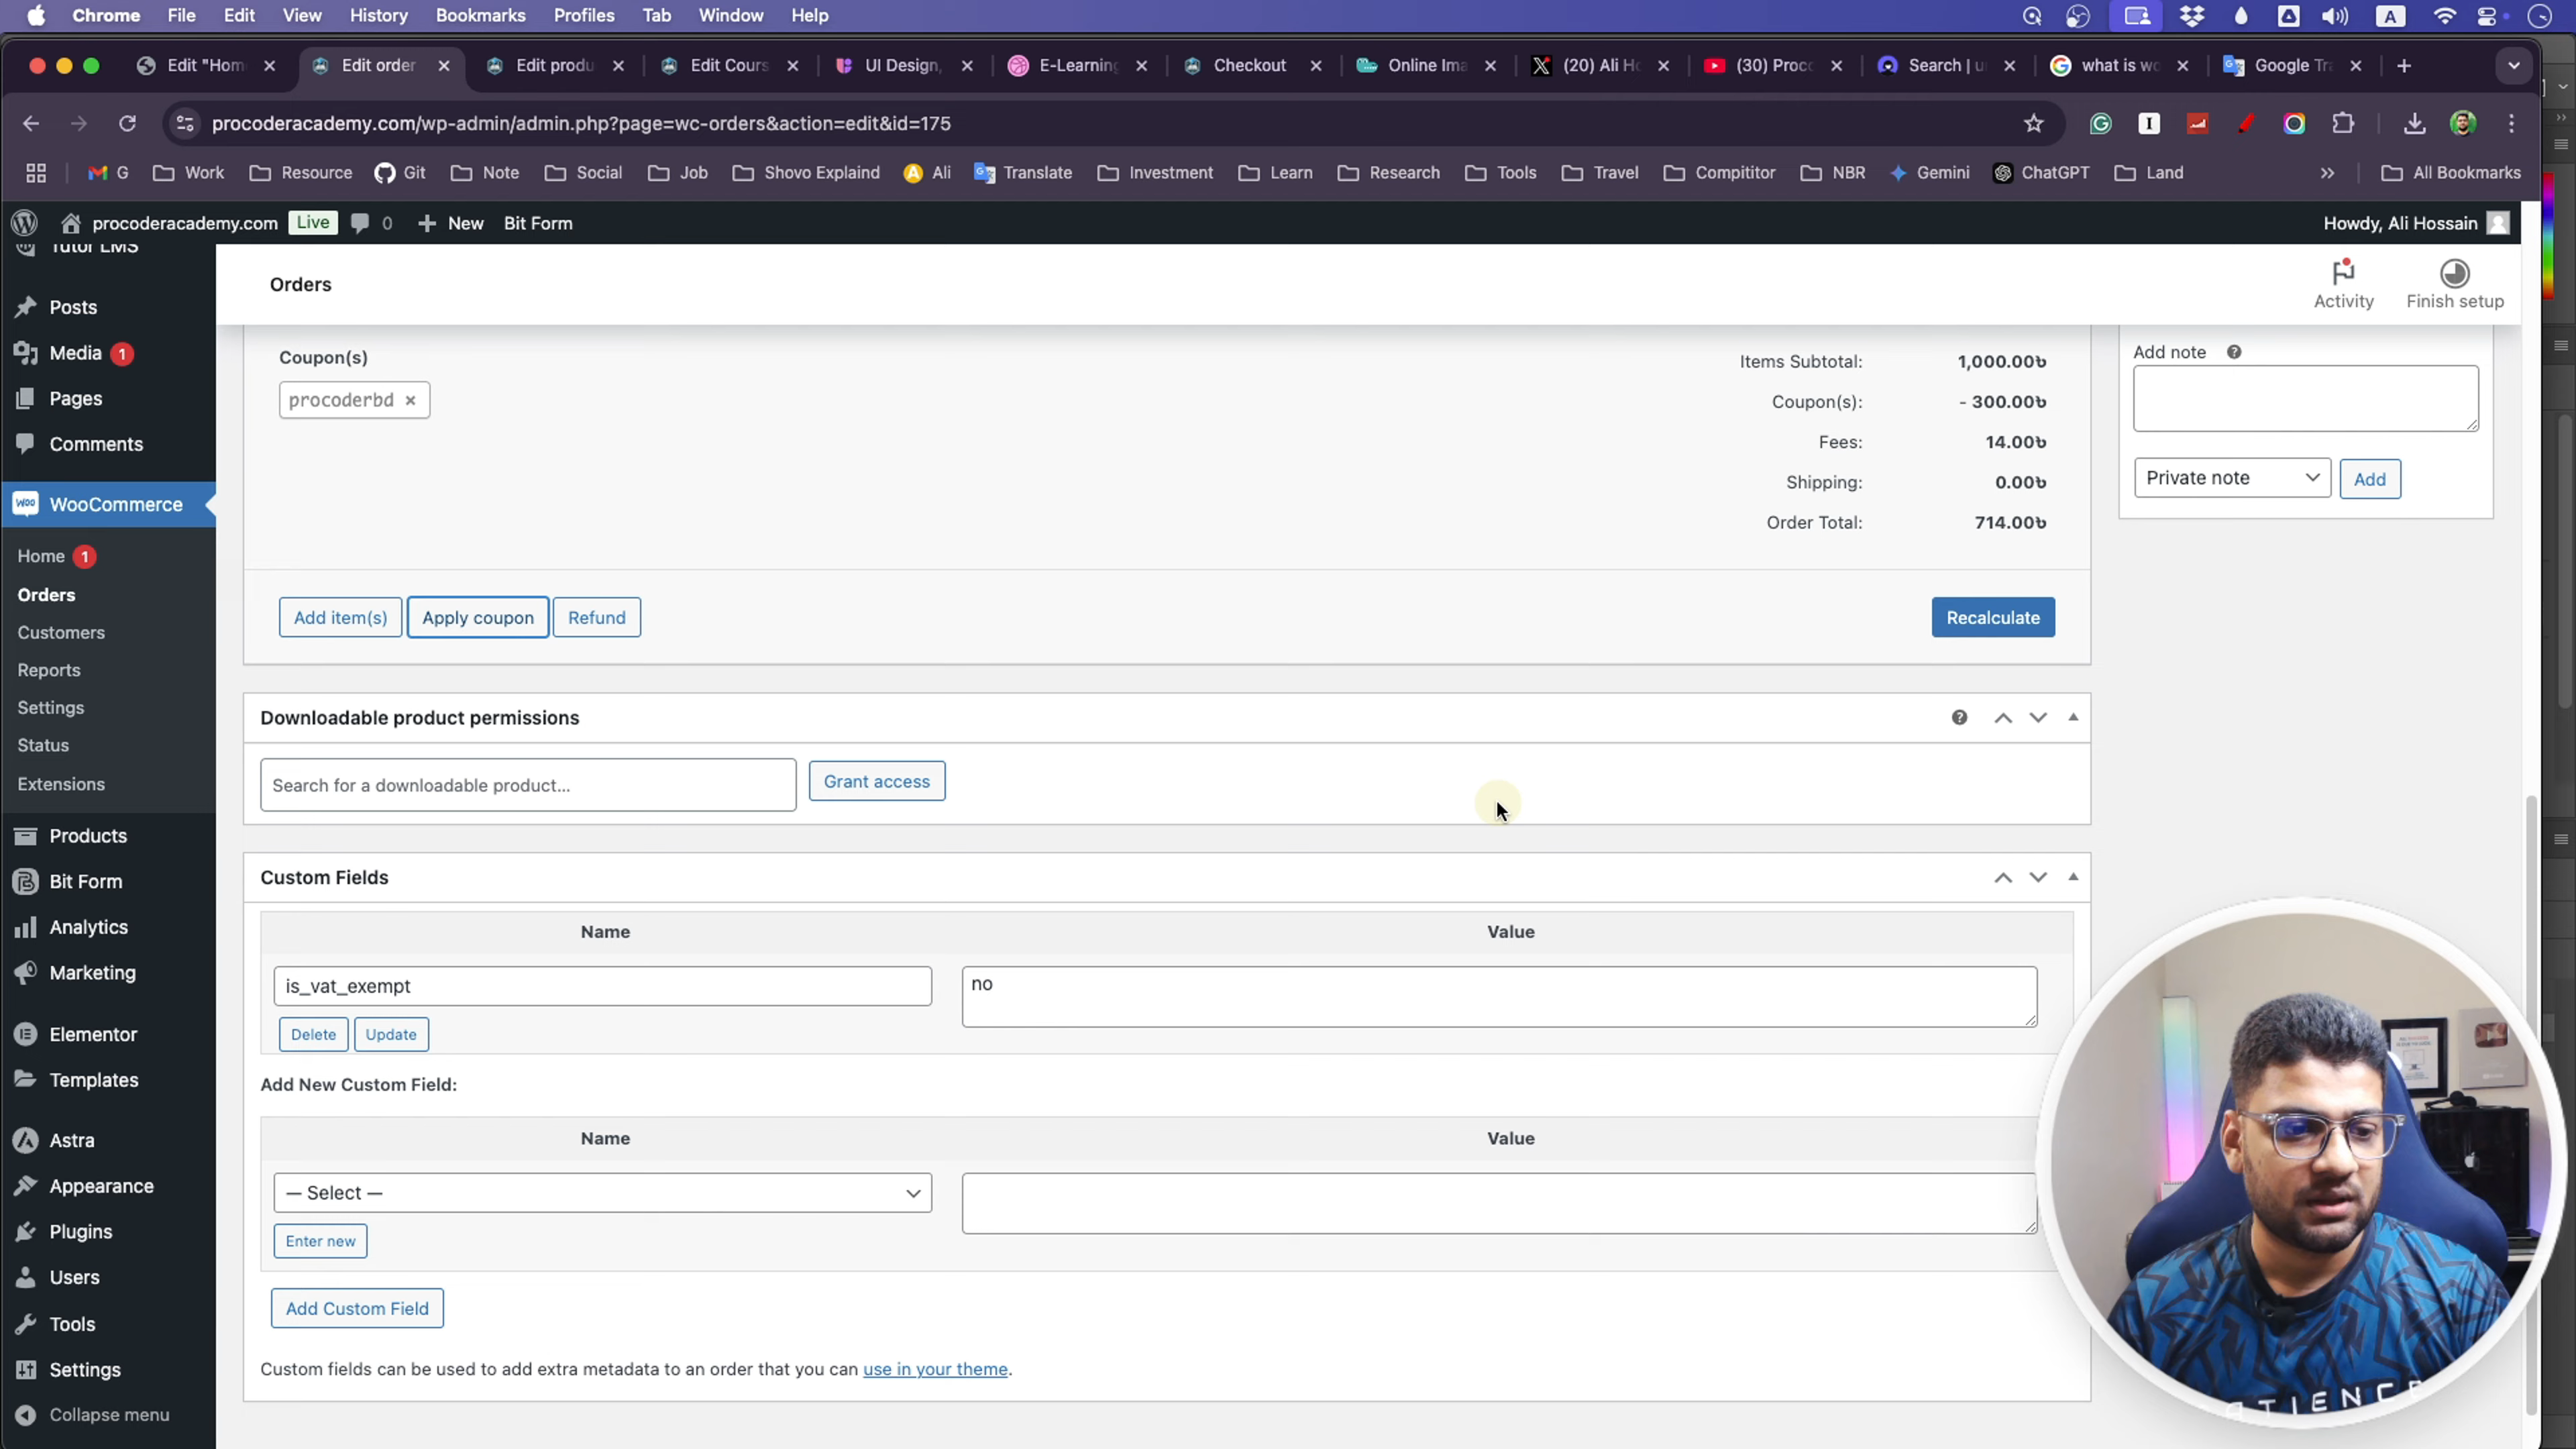 Chrome File Edit View History Bookmarks Profiles Tab Window Help
A
Edit "Hom Edit order Edit produ Edit Cours UI Design, E-Learning Checkout Online Ima (20) Ali Ho (30) Proc Search | u what is wo Google Tra
procoderacademy.com/wp-admin/admin.php?page=wc-orders&action=edit&id=175
G Work Resource Git Note Social Job Shovo Explaind Ali Translate Investment Learn Research Tools Travel Compititor NBR Gemini ChatGPT Land » All Bookmarks
procoderacademy.com Live 0 + New Bit Form Howdy, Ali Hossain
Tutor LMS
Posts
Media 1
Pages
Comments
WooCommerce
Home 1
Orders
Customers
Reports
Settings
Status
Extensions
Products
Bit Form
Analytics
Marketing
Elementor
Templates
Astra
Appearance
Plugins
Users
Tools
Settings
Collapse menu
Orders
Activity
Finish setup
Coupon(s)
procoderbd ×
Items Subtotal: 1,000.00৳
Coupon(s): - 300.00৳
Fees: 14.00৳
Shipping: 0.00৳
Order Total: 714.00৳
Add item(s) Apply coupon Refund Recalculate
Add note
Private note Add
Downloadable product permissions
Search for a downloadable product... Grant access
Custom Fields
Name Value
is_vat_exempt no
Delete Update
Add New Custom Field:
Name Value
— Select —
Enter new
Add Custom Field
Custom fields can be used to add extra metadata to an order that you can use in your theme.